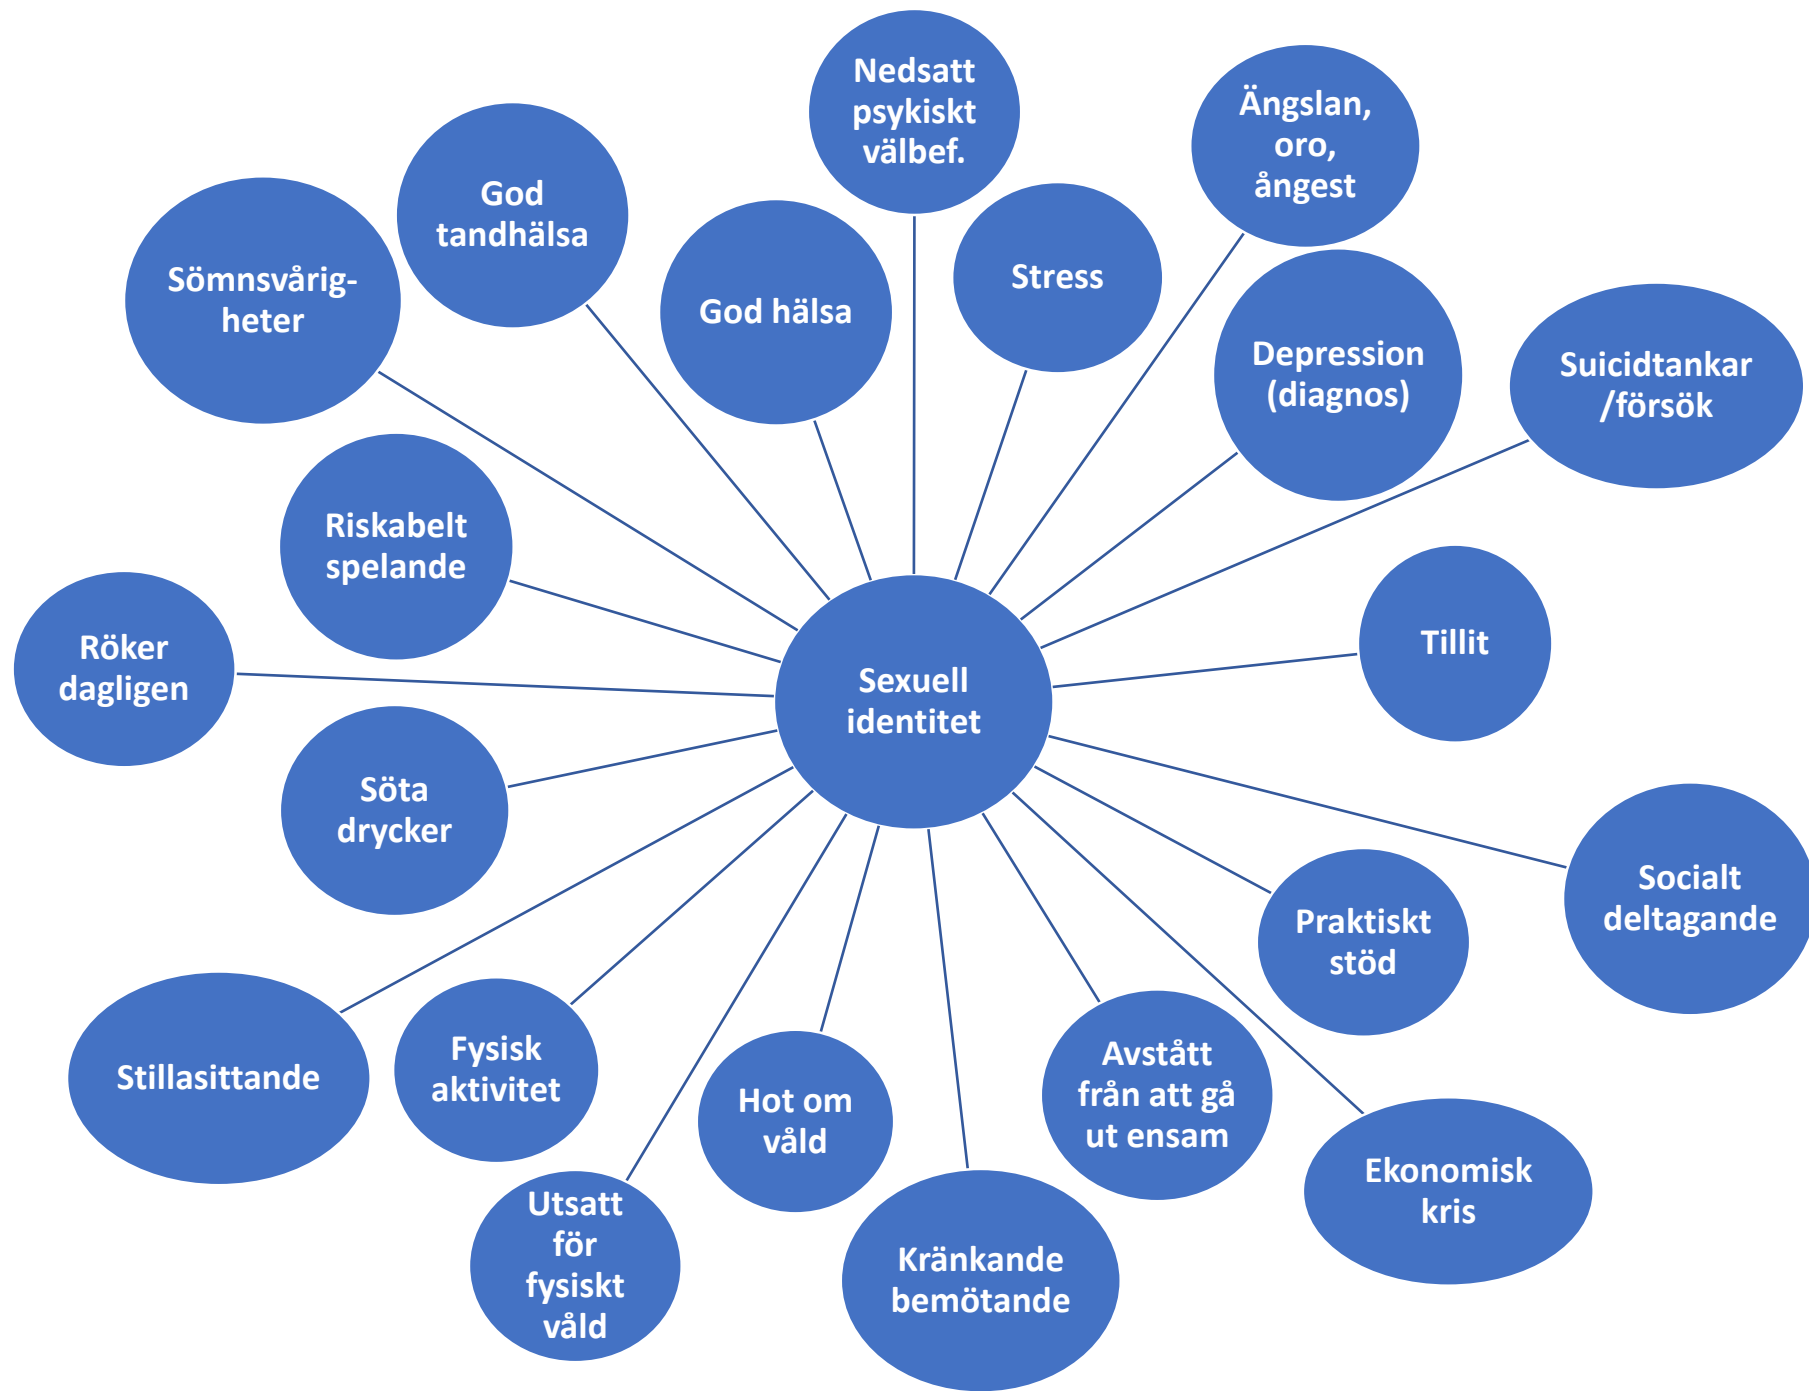 Nedsatt
psykiskt
välbef.
Ängslan,
oro,
ångest
God
tandhälsa
Sömnsvårig-
heter
God hälsa
Stress
Depression
(diagnos)
Suicidtankar
/försök
Riskabelt
spelande
Röker
dagligen
Sexuell
identitet
Tillit
Söta
drycker
Socialt
deltagande
Praktiskt
stöd
Stillasittande
Fysisk
aktivitet
Hot om
våld
Avstått
från att gå
ut ensam
Utsatt
för
fysiskt
våld
Kränkande
bemötande
Ekonomisk
kris